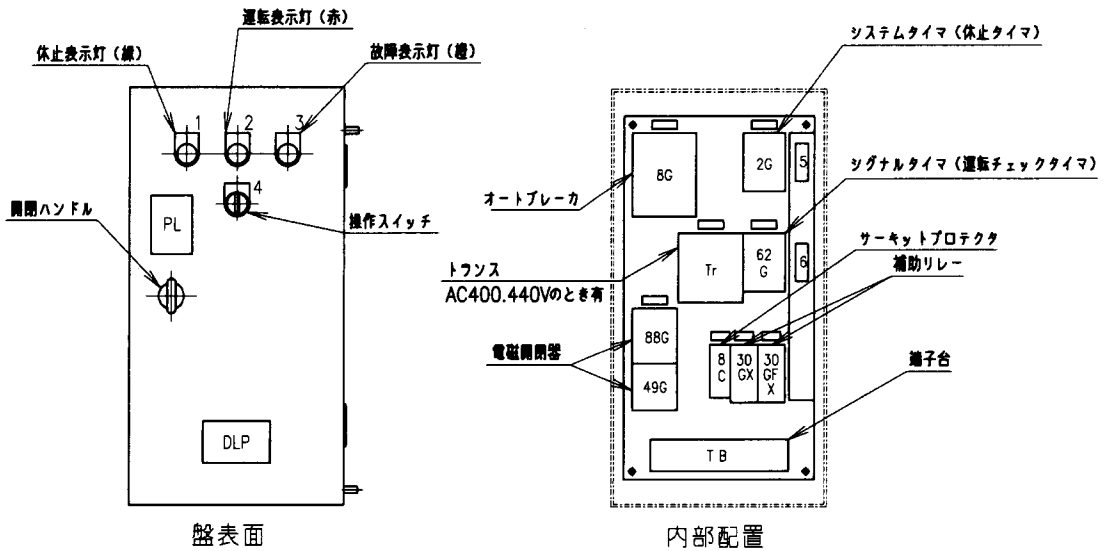 運転表示灯(赤)
休止表示灯(緑)
故障表示灯(橙)
1
2
3
4
PL
開閉ハンドル
操作スイッチ
DLP
盤表面
システムタイマ(休止タイマ)
8G
2G
5
シグナルタイマ(運転チェックタイマ)
オートブレーカ
サーキットプロテクタ
補助リレー
トランス
AC400.440Vのとき有
Tr
62
G
6
88G
電磁開閉器
49G
8
C
30
GX
30
GF
X
端子台
TB
内部配置